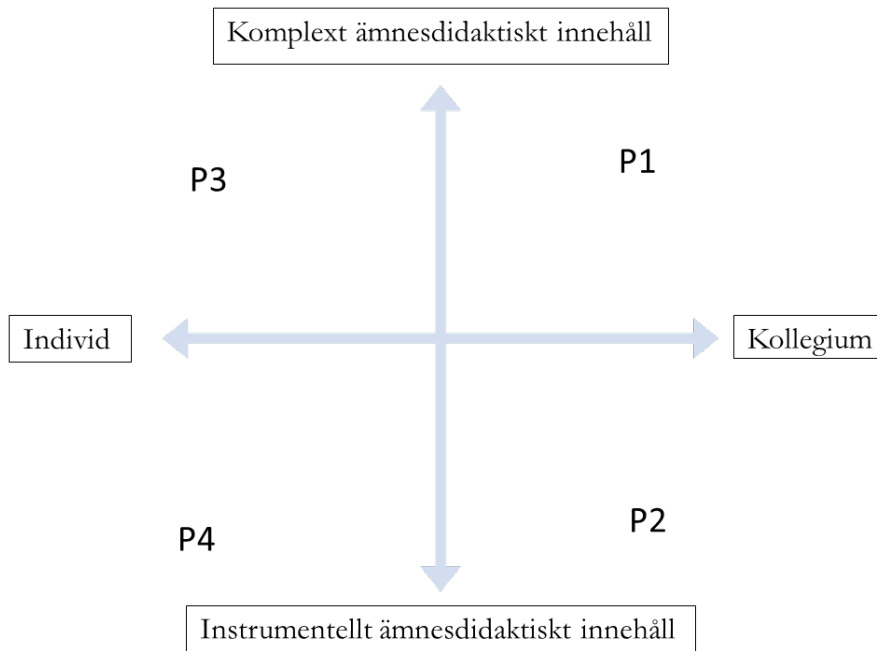 Komplext ämnesdidaktiskt innehåll
P3
P1
Individ
Kollegium
P4
P2
Instrumentellt ämnesdidaktiskt innehåll